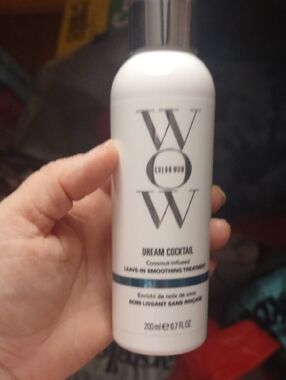 W
O
COLOR WOW
W
DREAM COCKTAIL
Coconut-Infused
LEAVE-IN SMOOTHING TREATMENT
Enrichi de noix de coco
SOIN LISSANT SANS RINÇAGE
200 ml ℮ 6.7 FL.OZ